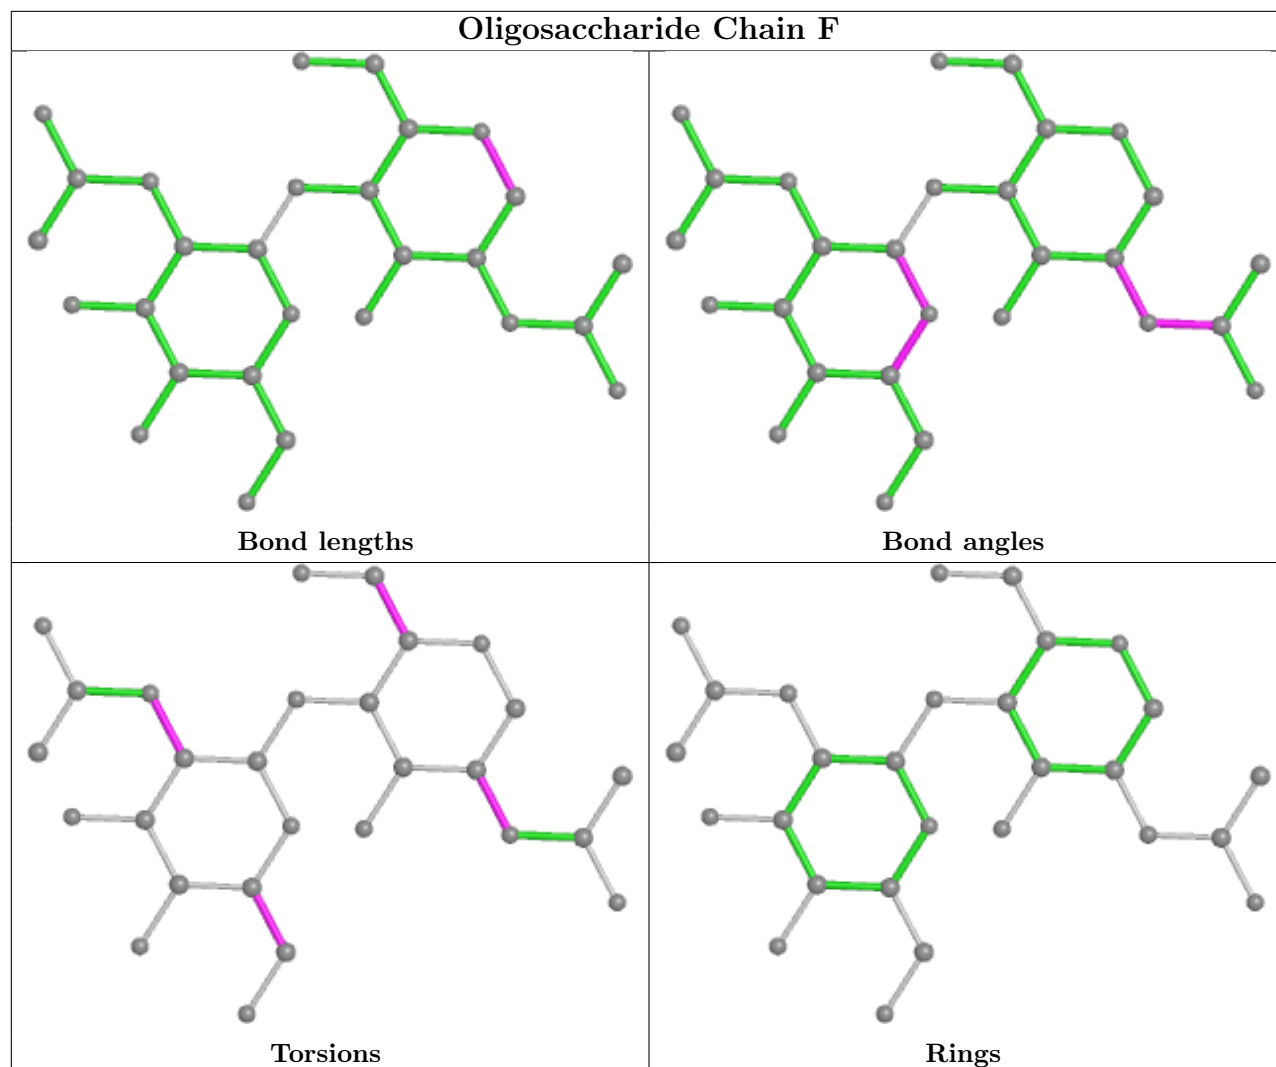 Oligosaccharide Chain F
Bond lengths
Bond angles
Torsions
Rings